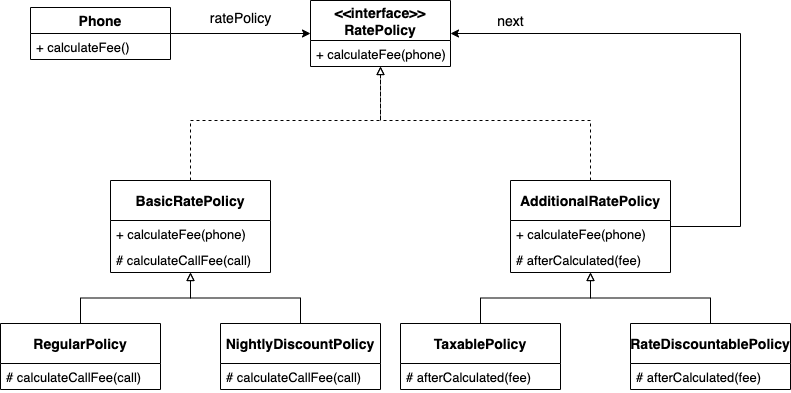 Phone
+ calculateFee()
ratePolicy
<<interface>>
RatePolicy
+ calculateFee(phone)
next
BasicRatePolicy
+ calculateFee(phone)
# calculateCallFee(call)
AdditionalRatePolicy
+ calculateFee(phone)
# afterCalculated(fee)
RegularPolicy
# calculateCallFee(call)
NightlyDiscountPolicy
# calculateCallFee(call)
TaxablePolicy
# afterCalculated(fee)
RateDiscountablePolicy
# afterCalculated(fee)